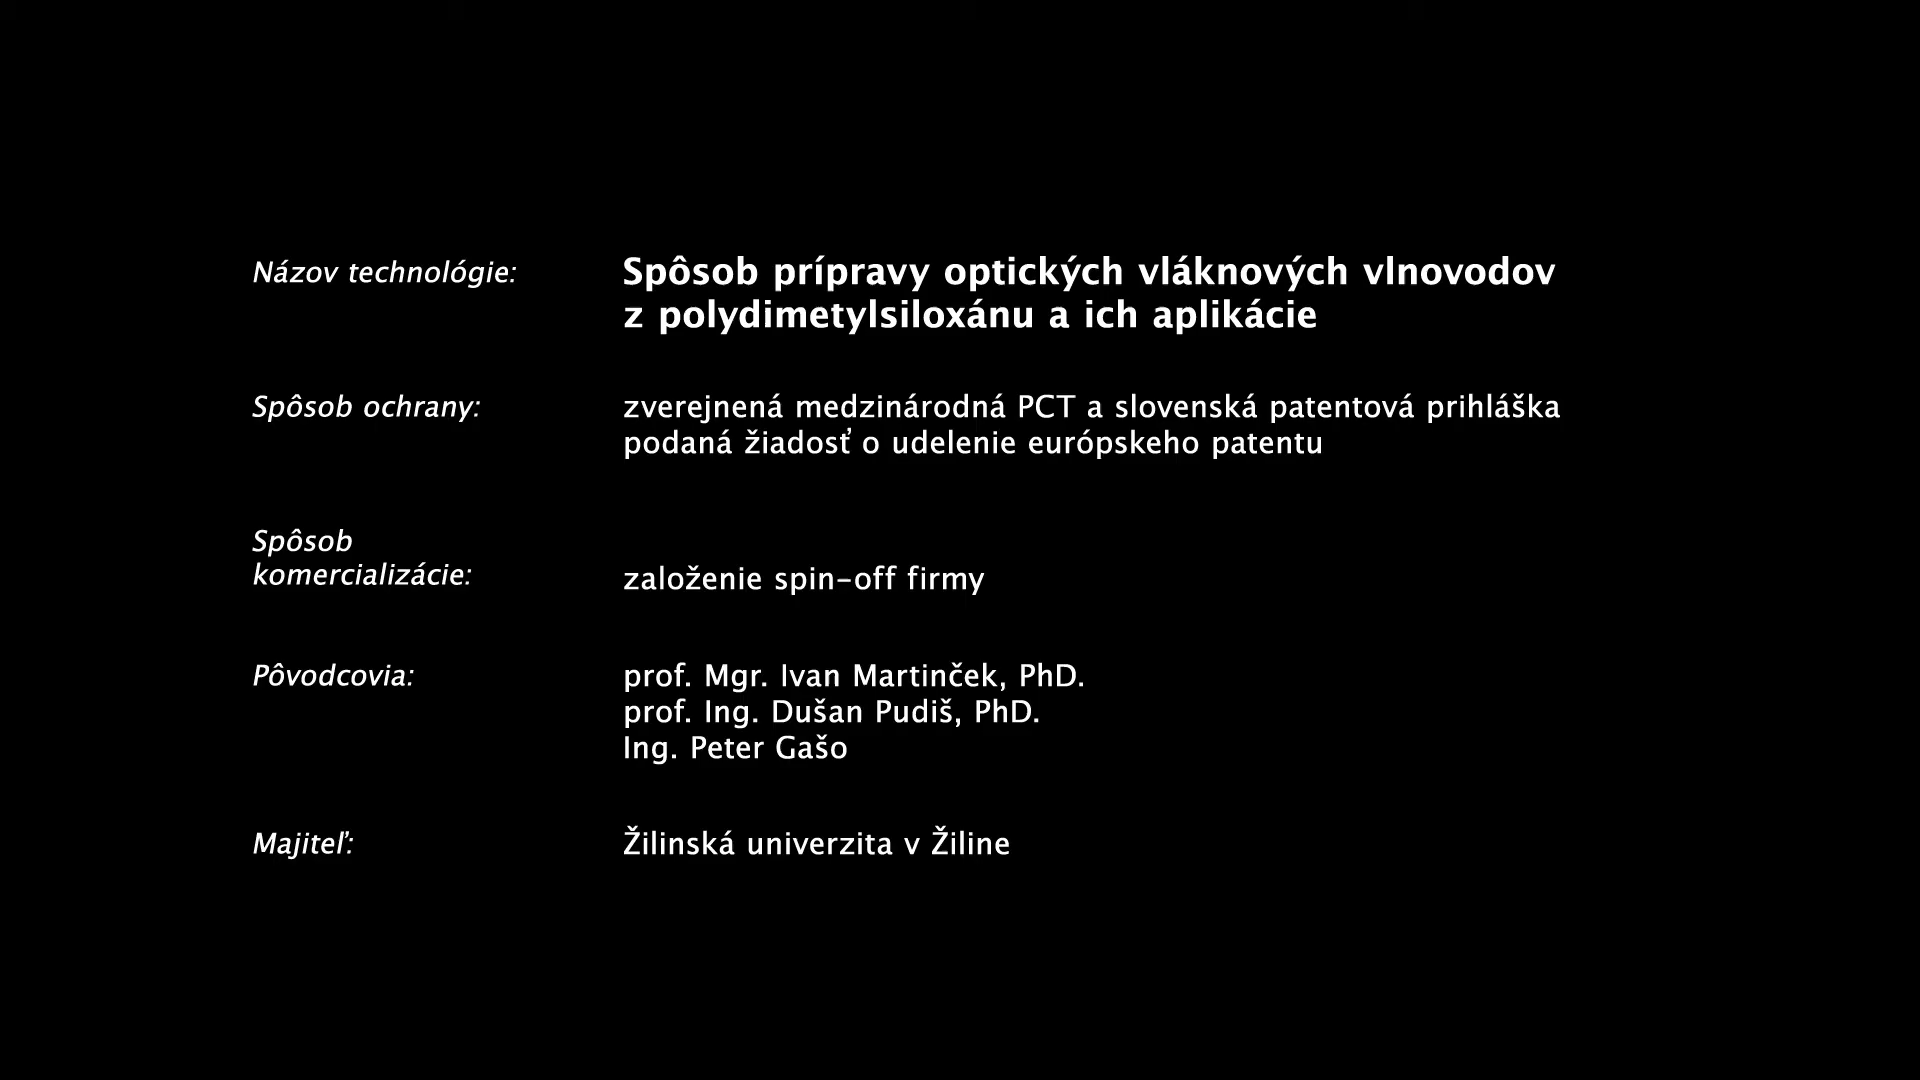 Názov technológie:
Spôsob prípravy optických vláknových vlnovodov
z polydimetylsiloxánu a ich aplikácie
Spôsob ochrany:
zverejnená medzinárodná PCT a slovenská patentová prihláška
podaná žiadosť o udelenie európskeho patentu
Spôsob
komercializácie:
založenie spin-off firmy
Pôvodcovia:
prof. Mgr. Ivan Martinček, PhD.
prof. Ing. Dušan Pudiš, PhD.
Ing. Peter Gašo
Majiteľ:
Žilinská univerzita v Žiline